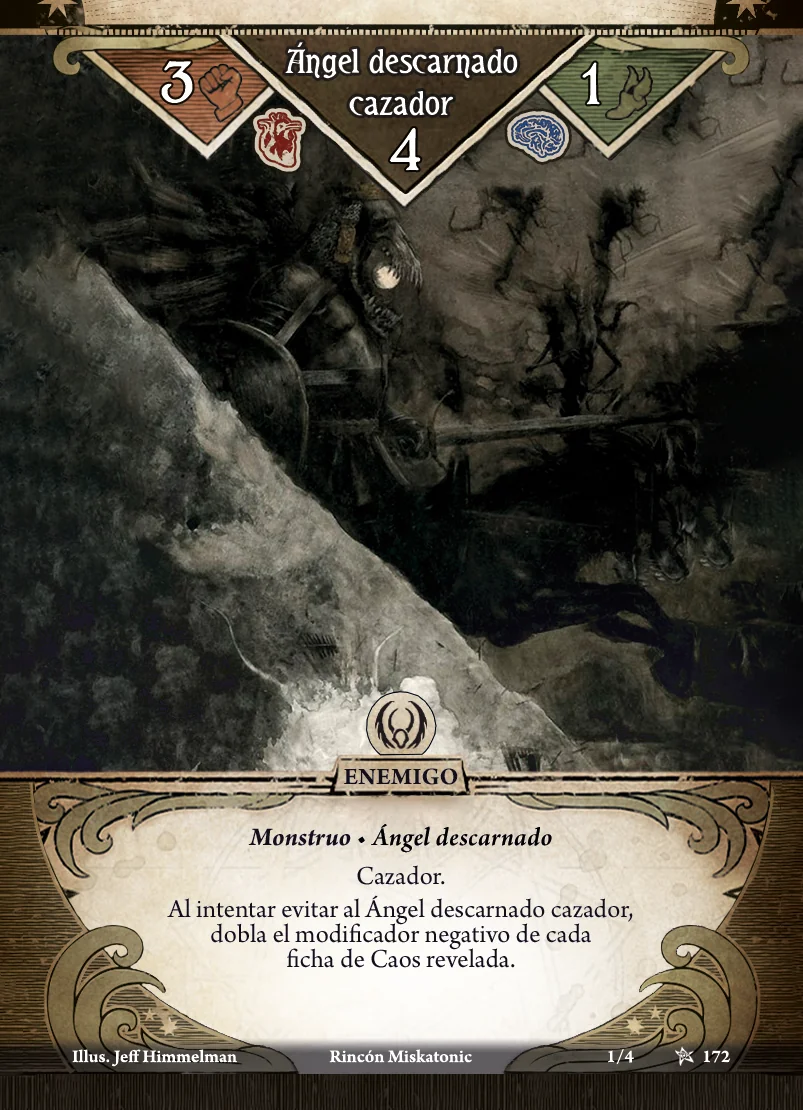 Ángel descarnado
cazador
3
4
1
ENEMIGO
Monstruo • Ángel descarnado
Cazador.
Al intentar evitar al Ángel descarnado cazador,
dobla el modificador negativo de cada
ficha de Caos revelada.
Illus. Jeff Himmelman Rincón Miskatonic 1/4 172